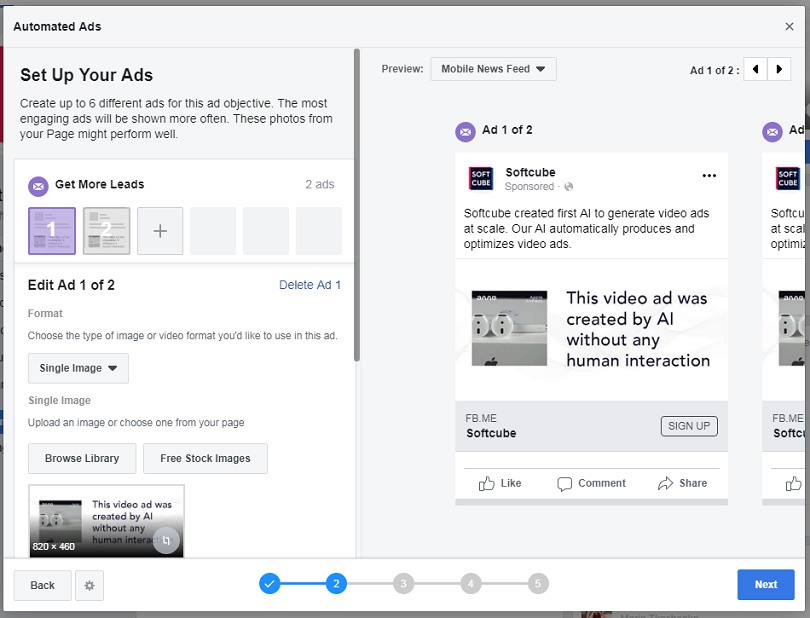 Automated Ads
Set Up Your Ads
Create up to 6 different ads for this ad objective. The most
engaging ads will be shown more often. These photos from
your Page might perform well.
Get More Leads
2 ads
1
2
+
Edit Ad 1 of 2
Delete Ad 1
Format
Choose the type of image or video format you'd like to use in this ad.
Single Image
Single Image
Upload an image or choose one from your page
Browse Library
Free Stock Images
This video ad was
created by AI
without any
human
820 × 460
Preview:
Mobile News Feed
Ad 1 of 2 :
Ad 1 of 2
SOFT
CUBE
Softcube
Sponsored ·
Softcube created first AI to generate video ads
at scale. Our AI automatically produces and
optimizes video ads.
This video ad was
created by AI
without any
human interaction
FB.ME
Softcube
SIGN UP
Like
Comment
Share
Ad
SOFT
CUBE
Softcu
at scal
optimiz
FB.ME
Softcu
Back
2
3
4
5
Next